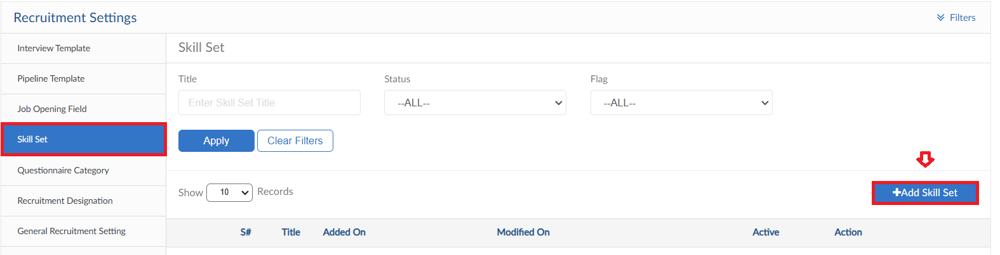 Recruitment Settings
Filters
Interview Template
Pipeline Template
Job Opening Field
Skill Set
Questionnaire Category
Recruitment Designation
General Recruitment Setting
Skill Set
Title
Status
Flag
Enter Skill Set Title
--ALL--
--ALL--
Apply
Clear Filters
Show 10 Records
+Add Skill Set
S# Title Added On Modified On Active Action